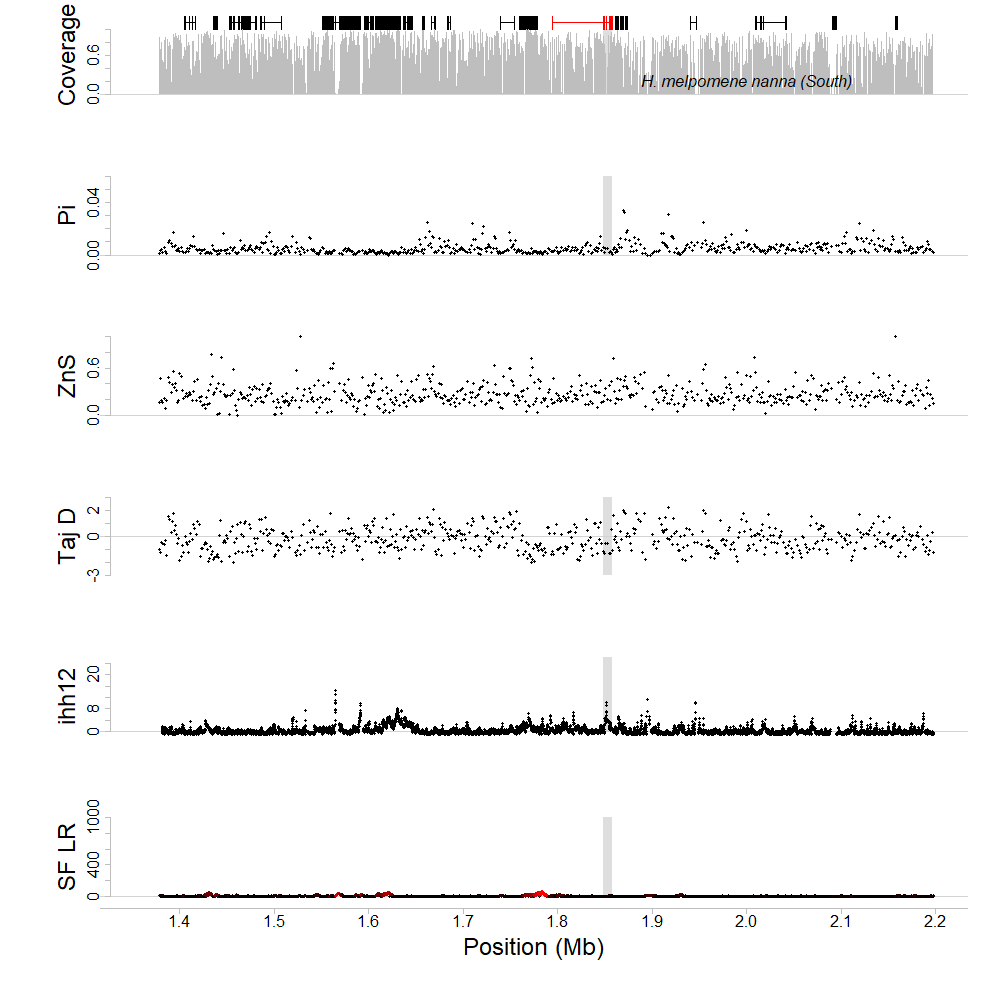 Coverage
0.6
0.0
H. melpomene nanna (South)
Pi
0.04
0.00
ZnS
0.6
0.0
Taj D
2
0
-3
ihh12
20
8
0
SF LR
1000
400
0
1.4 1.5 1.6 1.7 1.8 1.9 2.0 2.1 2.2
Position (Mb)